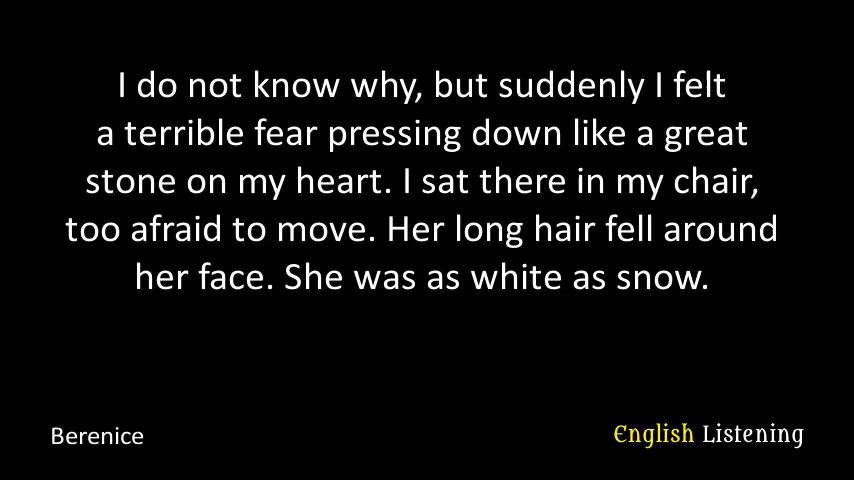 I do not know why, but suddenly I felt
a terrible fear pressing down like a great
stone on my heart. I sat there in my chair,
too afraid to move. Her long hair fell around
her face. She was as white as snow.
Berenice
English Listening